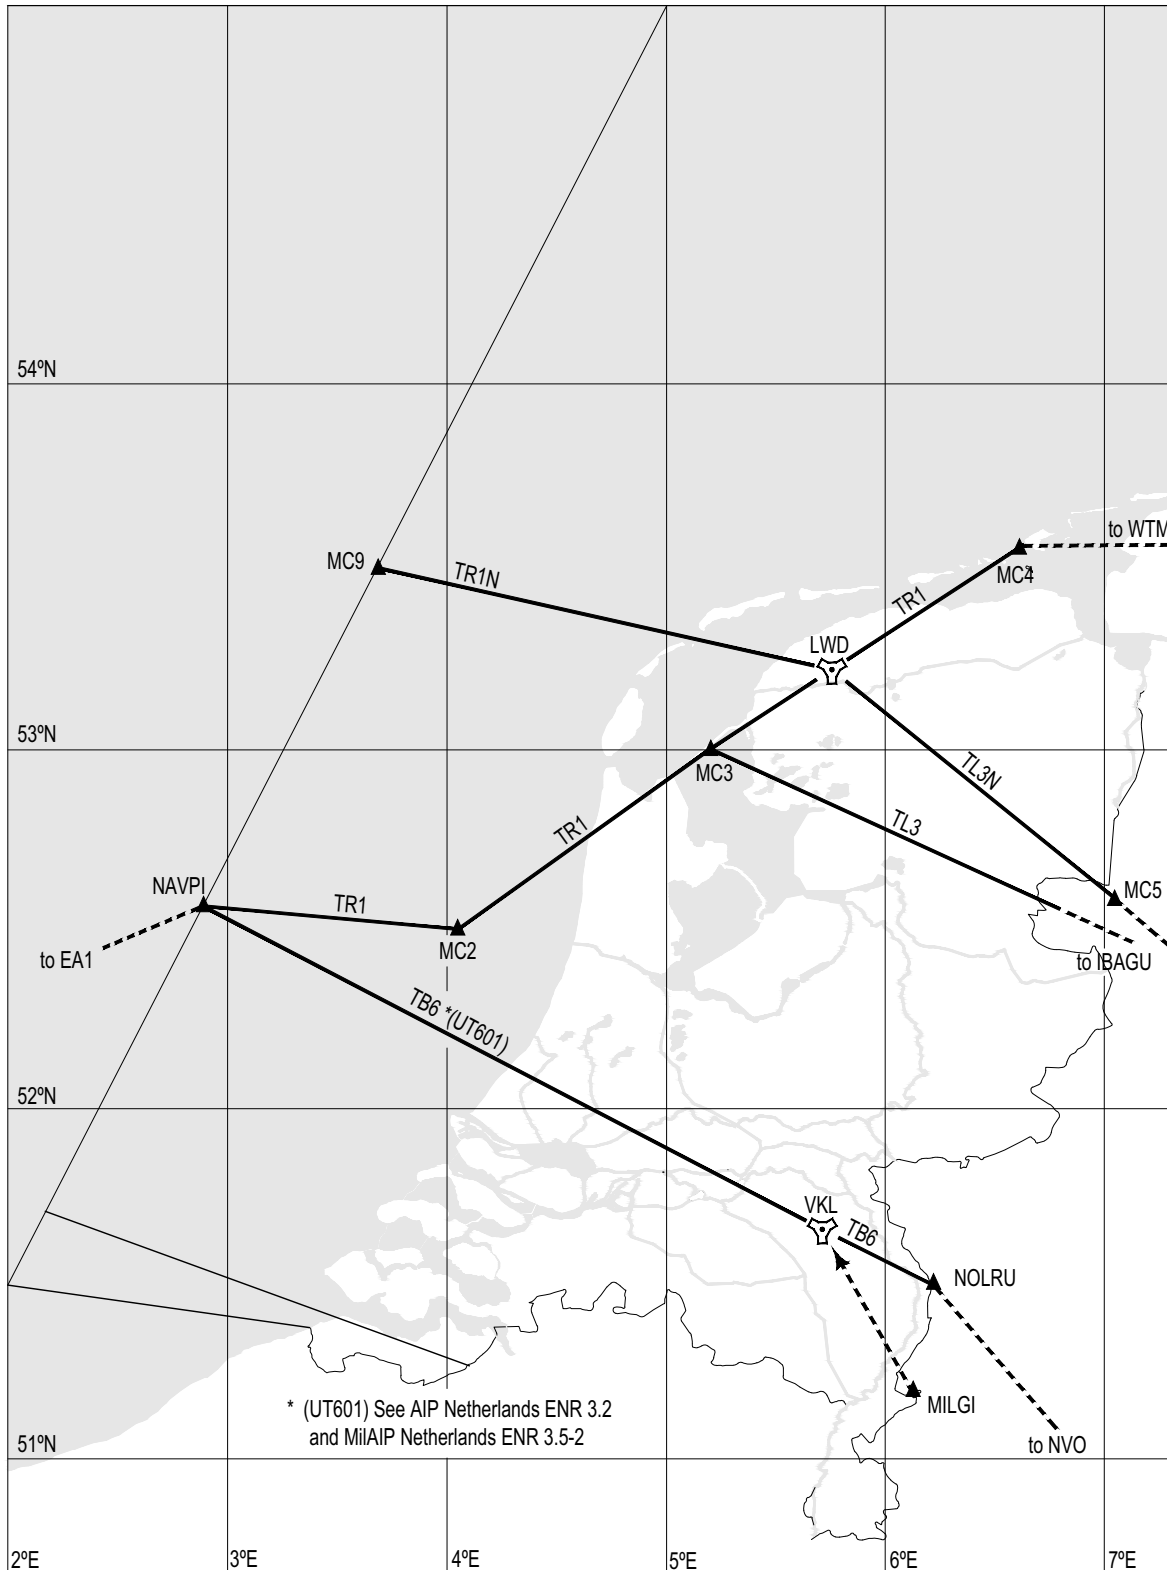 54ºN
to WTM
MC9
TR1N
MC4
TR1
LWD
53ºN
MC3
TL3N
TR1
TL3
NAVPI
MC5
TR1
to EA1
MC2
to IBAGU
TB6 *(UT601)
52ºN
VKL
TB6
NOLRU
MILGI
* (UT601) See AIP Netherlands ENR 3.2
and MilAIP Netherlands ENR 3.5-2
to NVO
51ºN
2ºE
3ºE
4ºE
5ºE
6ºE
7ºE